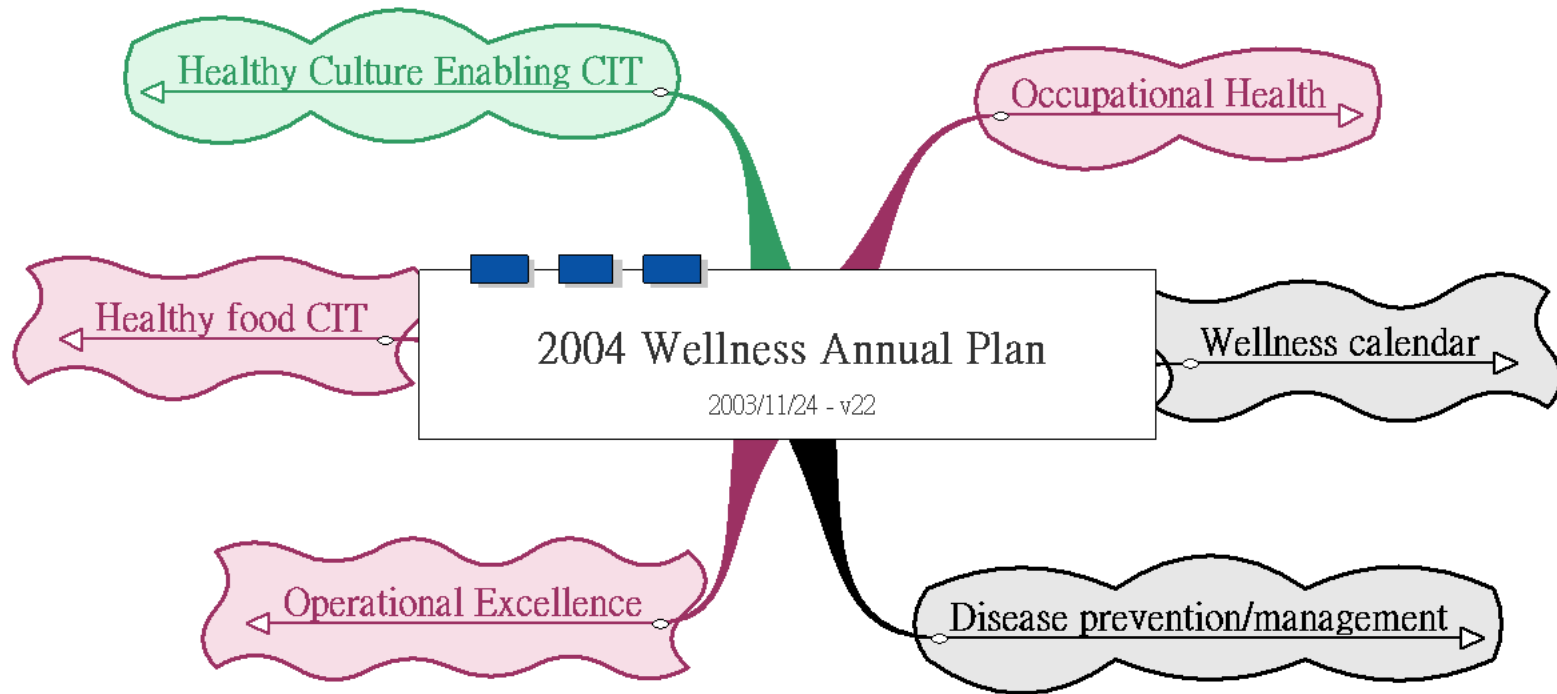 Healthy Culture Enabling CIT
Occupational Health
Healthy food CIT
2004 Wellness Annual Plan
2003/11/24 - v22
Wellness calendar
Operational Excellence
Disease prevention/management